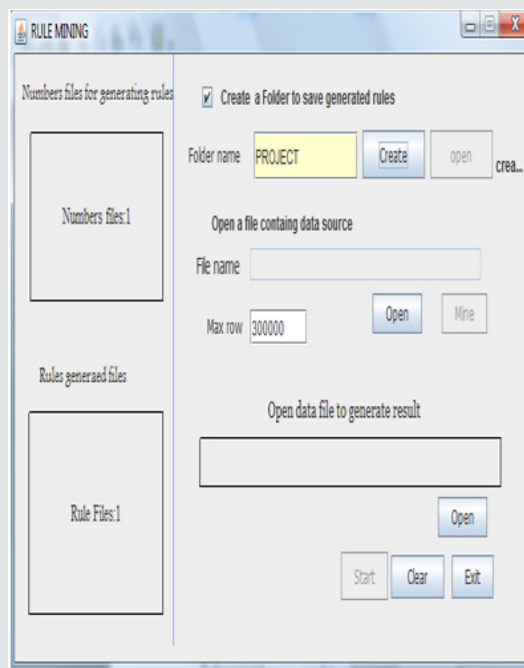 RULE MINING
Numbers files for generating rules
Numbers files:1
Rules generaed files
Rule Files:1
Create a Folder to save generated rules
Folder name PROJECT Create open crea...
Open a file containg data source
File name
Max row 300000 Open Mine
Open data file to generate result
Open
Start Clear Exit